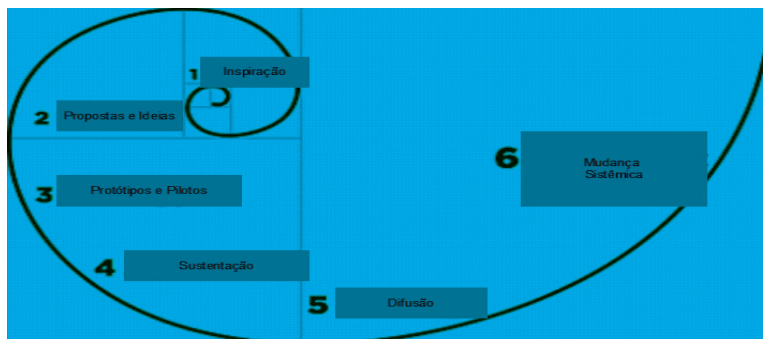 1 Inspiração
2 Propostas e Ideias
3 Protótipos e Pilotos
4 Sustentação
5 Difusão
6 Mudança
Sistêmica